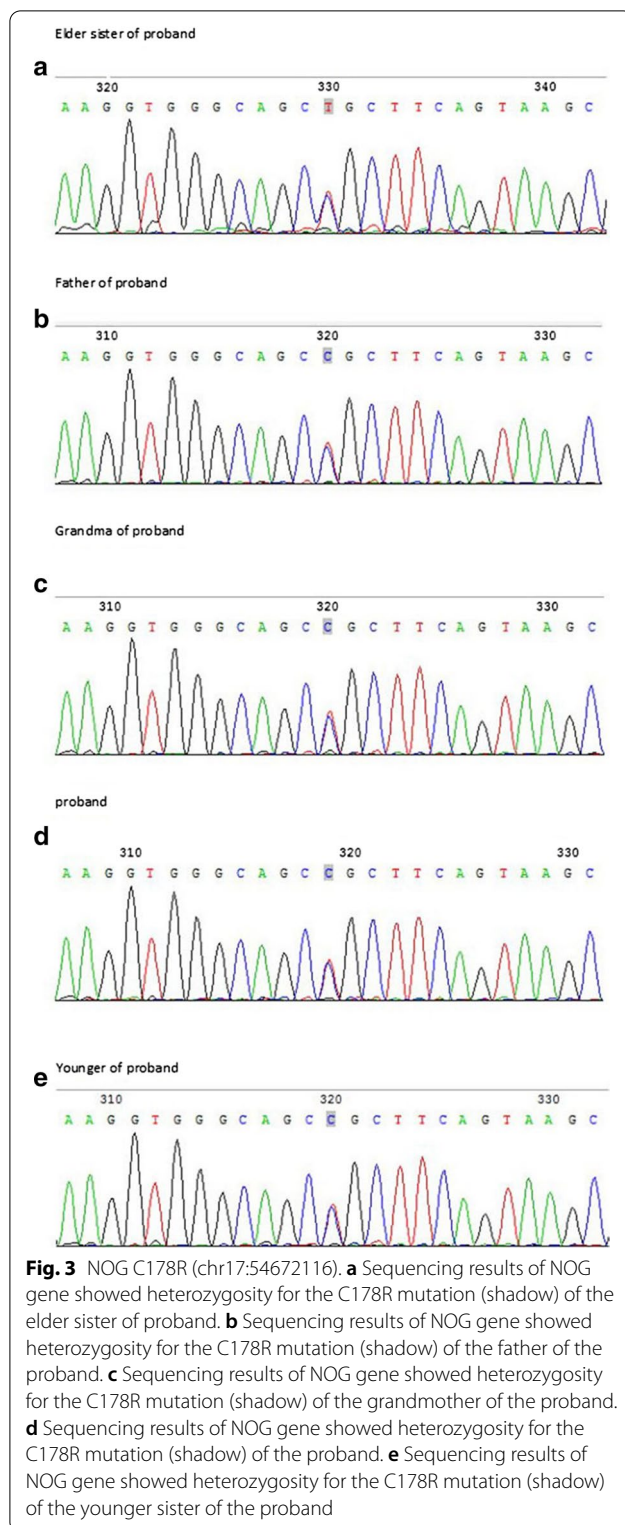 Elder sister of proband
a
320 330 340
A A G G T G G G C A G C T G C T T C A G T A A G C
Father of proband
b
310 320 330
A A G G T G G G C A G C C G C T T C A G T A A G C
Grandma of proband
c
310 320 330
A A G G T G G G C A G C C G C T T C A G T A A G C
proband
d
310 320 330
A A G G T G G G C A G C C G C T T C A G T A A G C
Younger of proband
e
310 320 330
A A G G T G G G C A G C C G C T T C A G T A A G C
Fig. 3 NOG C178R (chr17:54672116). a Sequencing results of NOG
gene showed heterozygosity for the C178R mutation (shadow) of the
elder sister of proband. b Sequencing results of NOG gene showed
heterozygosity for the C178R mutation (shadow) of the father of the
proband. c Sequencing results of NOG gene showed heterozygosity
for the C178R mutation (shadow) of the grandmother of the proband.
d Sequencing results of NOG gene showed heterozygosity for the
C178R mutation (shadow) of the proband. e Sequencing results of
NOG gene showed heterozygosity for the C178R mutation (shadow)
of the younger sister of the proband